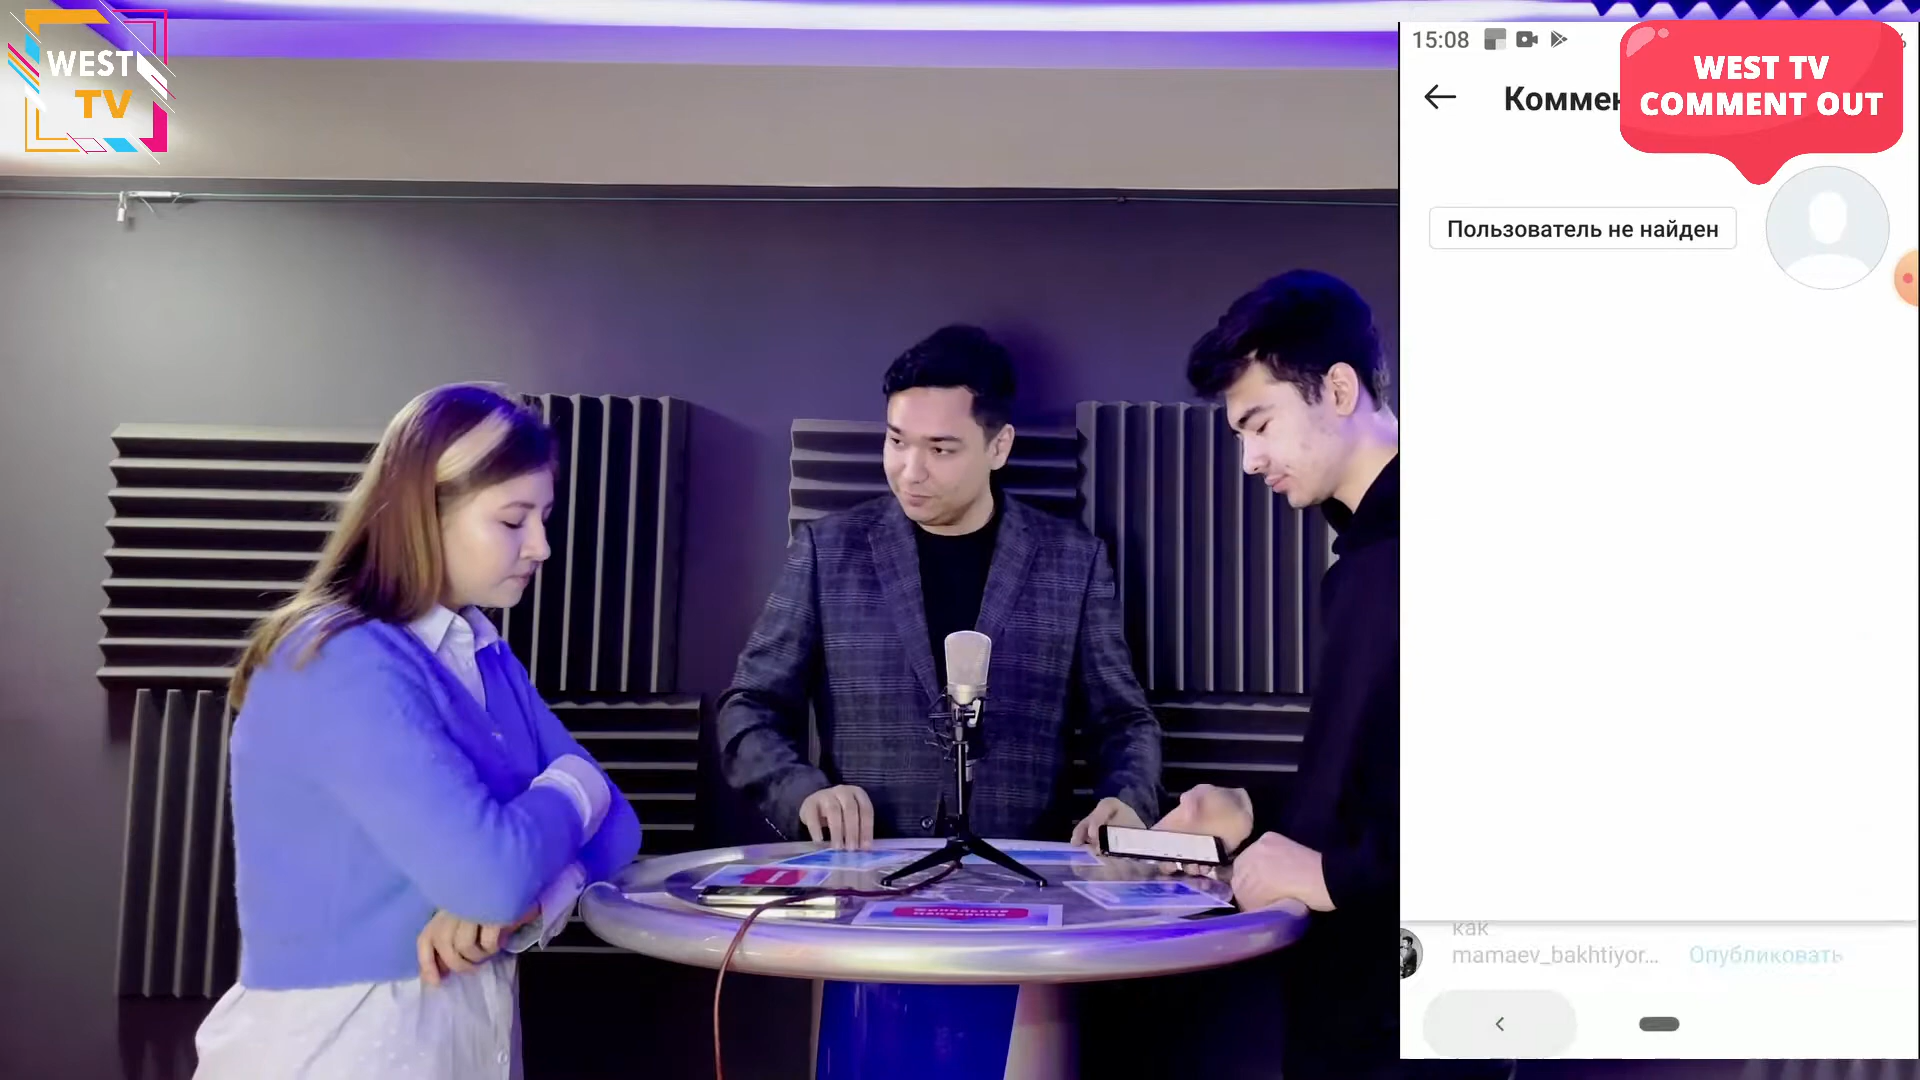 WEST
TV
15:08
Коммен
WEST TV
COMMENT OUT
Пользователь не найден
как
mamaev_bakhtiyor...
Опубликовать